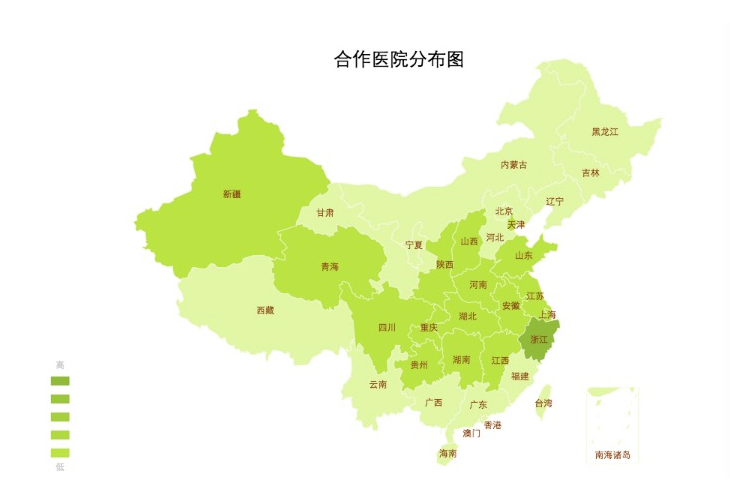 合作医院分布图
黑龙江
内蒙古
吉林
新疆
辽宁
甘肃
北京
天津
宁夏
山西
河北
山东
青海
陕西
河南
江苏
安徽
西藏
上海
湖北
四川
重庆
浙江
湖南
江西
贵州
高
福建
云南
广西
广东
台湾
香港
澳门
海南
南海诸岛
低